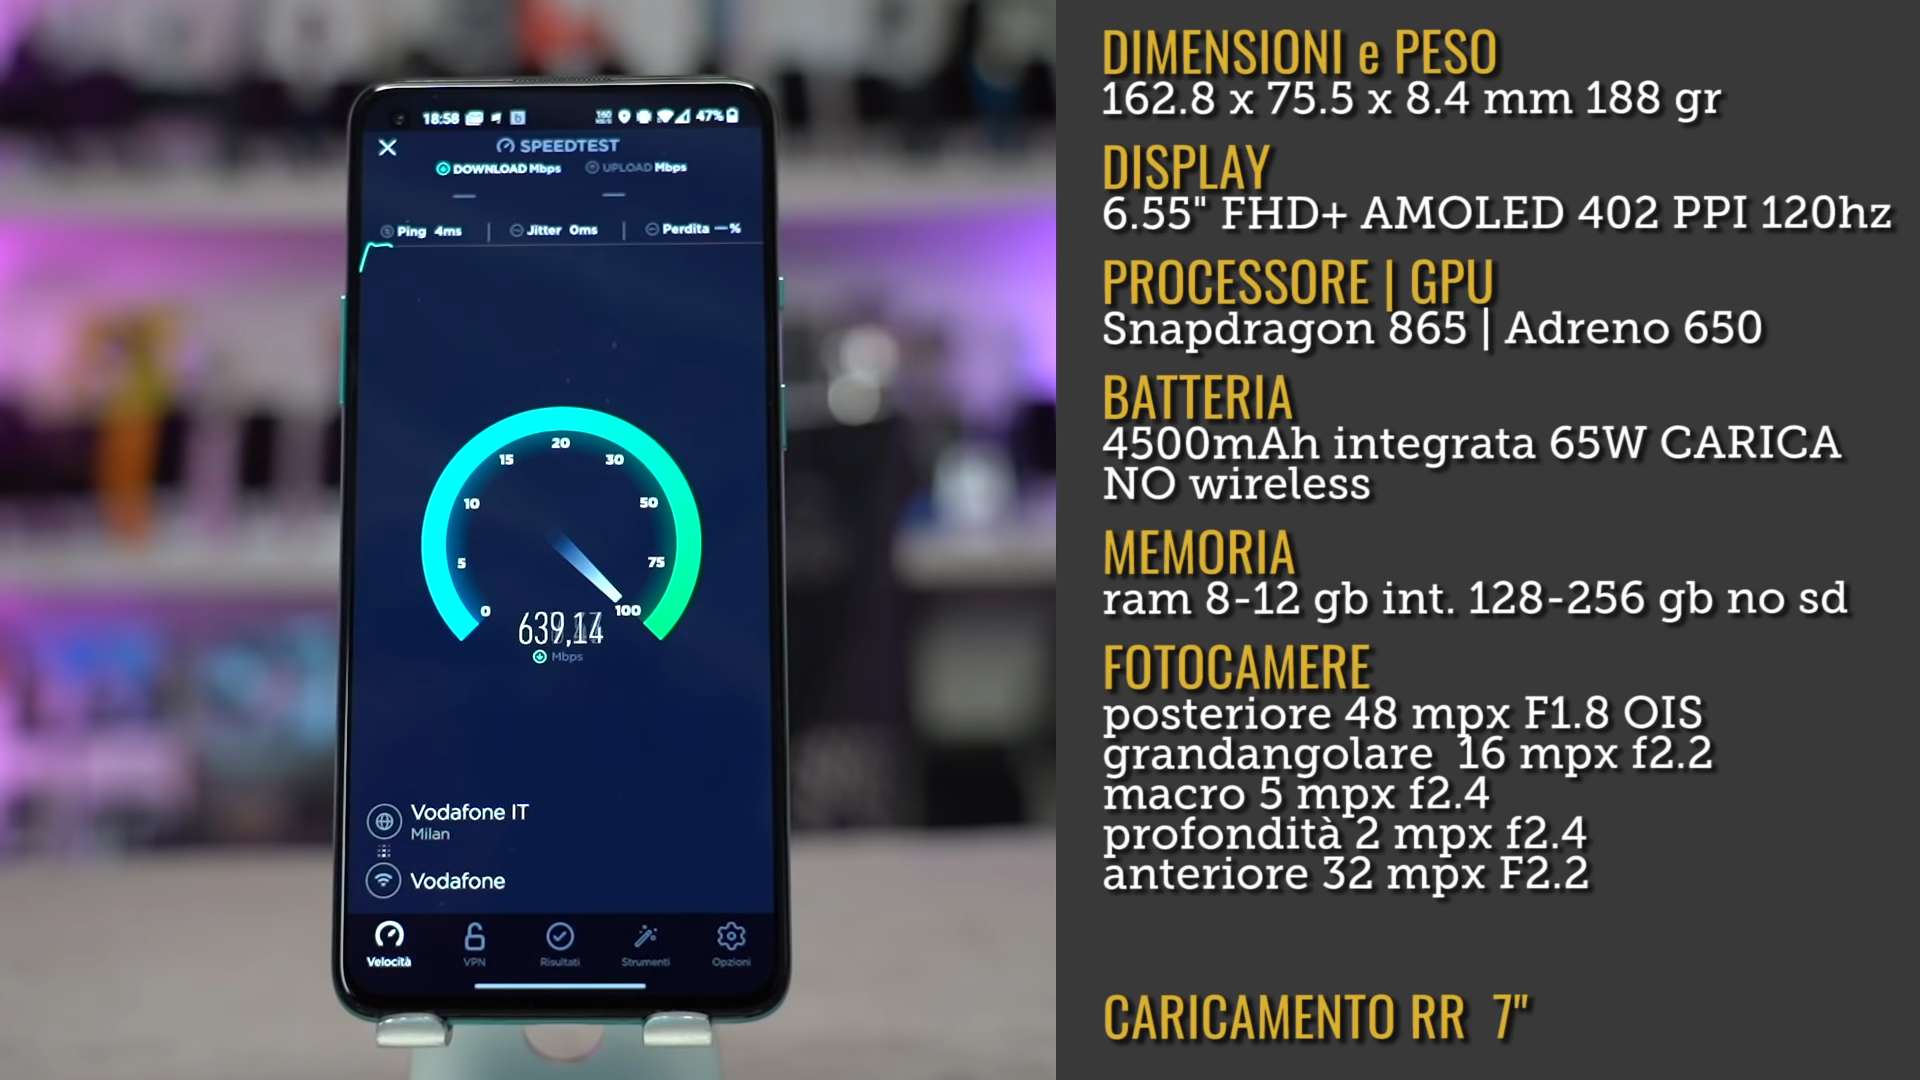 18:58
47%
SPEEDTEST
DOWNLOAD Mbps
UPLOAD Mbps
Ping 4ms
Jitter 0ms
Perdita —%
0
5
10
15
20
30
50
75
100
Mbps
Vodafone IT
Milan
Vodafone
Velocità
VPN
Risultati
Strumenti
Opzioni
DIMENSIONI e PESO
162.8 x 75.5 x 8.4 mm 188 gr
DISPLAY
6.55" FHD+ AMOLED 402 PPI 120hz
PROCESSORE | GPU
Snapdragon 865 | Adreno 650
BATTERIA
4500mAh integrata 65W CARICA
NO wireless
MEMORIA
ram 8-12 gb int. 128-256 gb no sd
FOTOCAMERE
posteriore 48 mpx F1.8 OIS
grandangolare 16 mpx f2.2
macro 5 mpx f2.4
profondità 2 mpx f2.4
anteriore 32 mpx F2.2
CARICAMENTO RR 7"